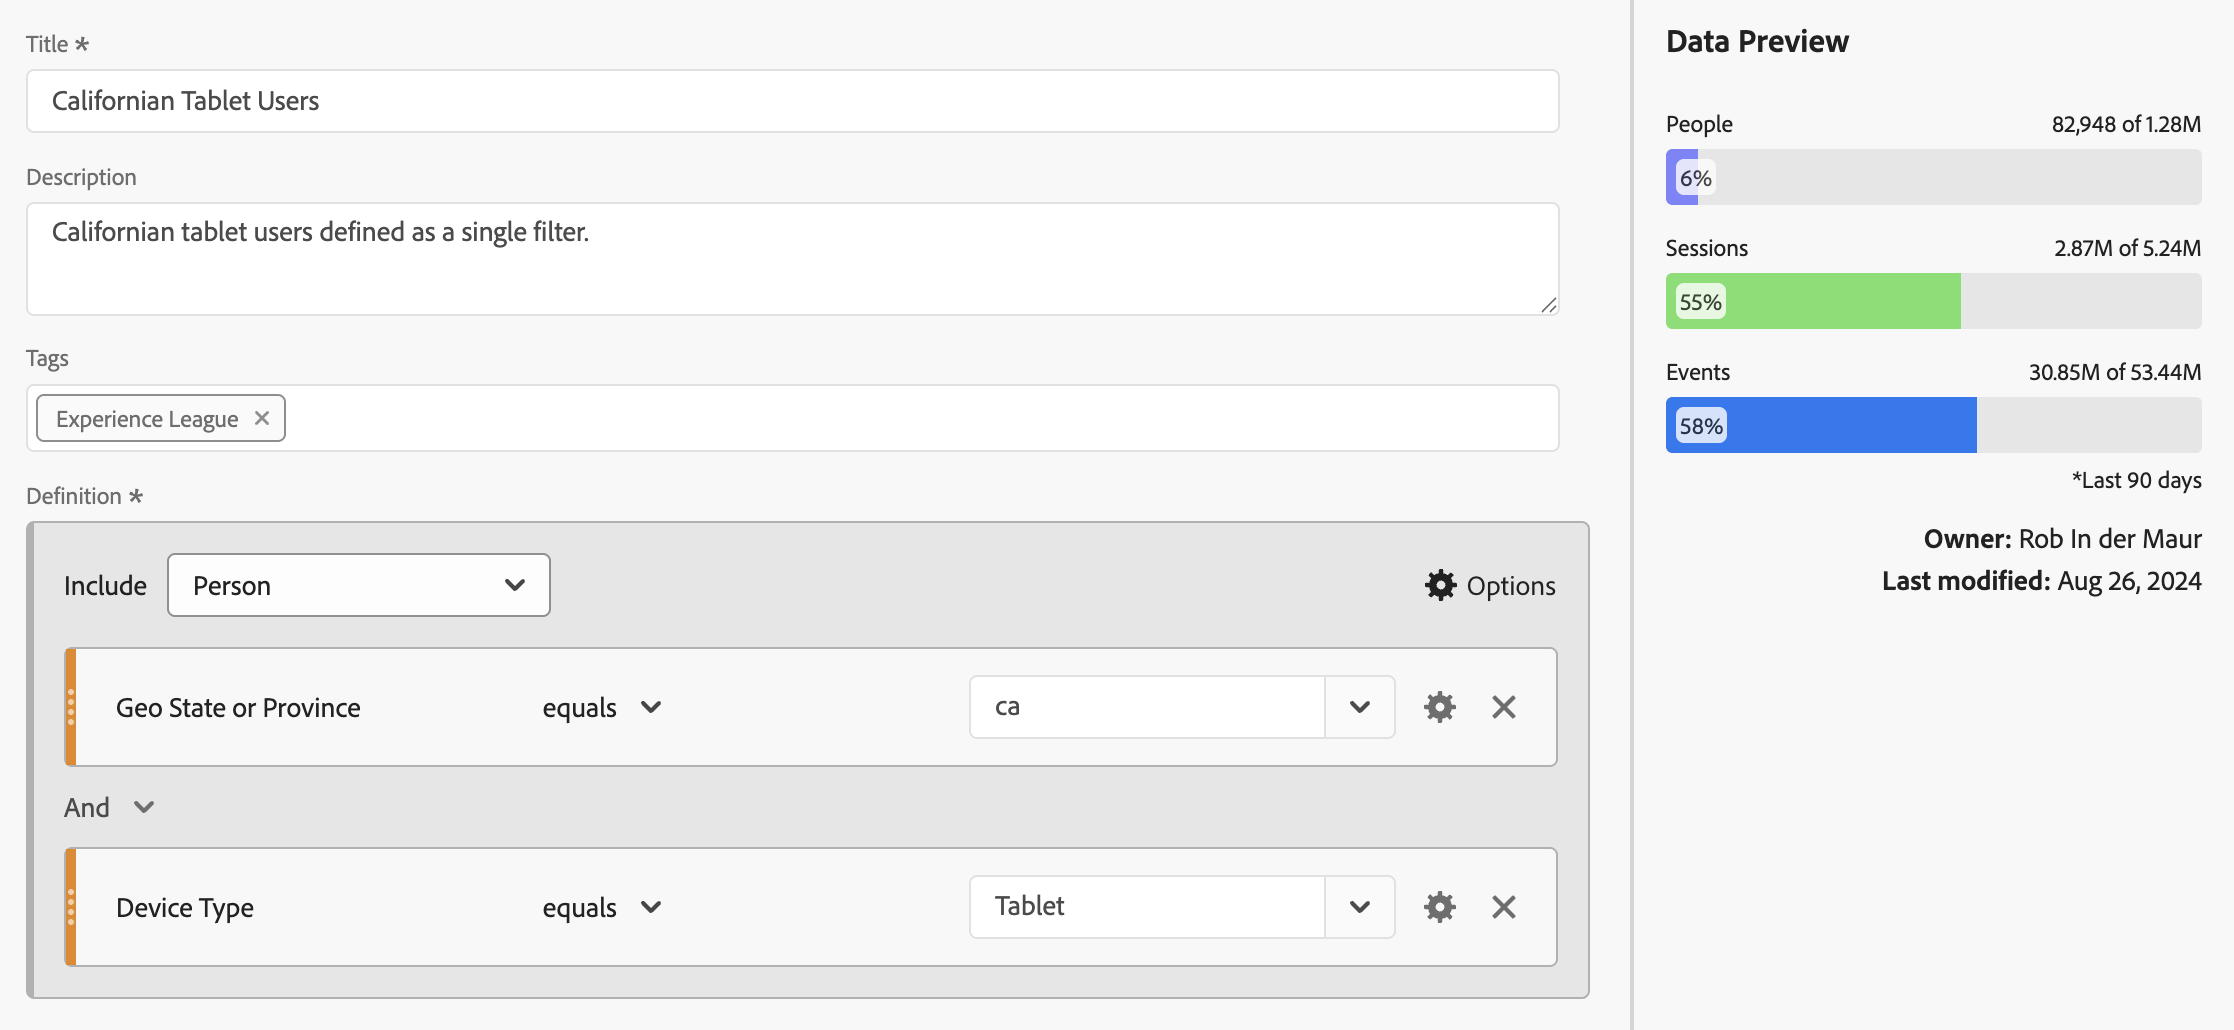 Title *
Californian Tablet Users
Description
Californian tablet users defined as a single filter.
Tags
Experience League
Definition *
Include Person Options
Geo State or Province equals ca
And
Device Type equals Tablet
Data Preview
People 82,948 of 1.28M
6%
Sessions 2.87M of 5.24M
55%
Events 30.85M of 53.44M
58%
*Last 90 days
Owner: Rob In der Maur
Last modified: Aug 26, 2024